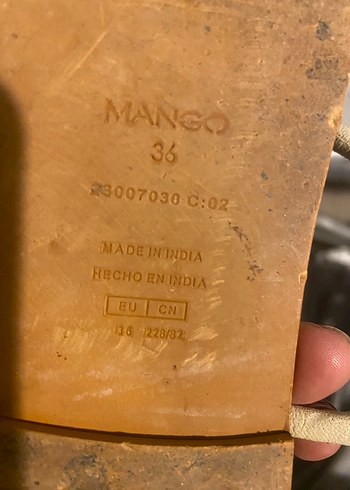 MANGO
36
23007030 C:02
MADE IN INDIA
HECHO EN INDIA
EU CN
36 228/82